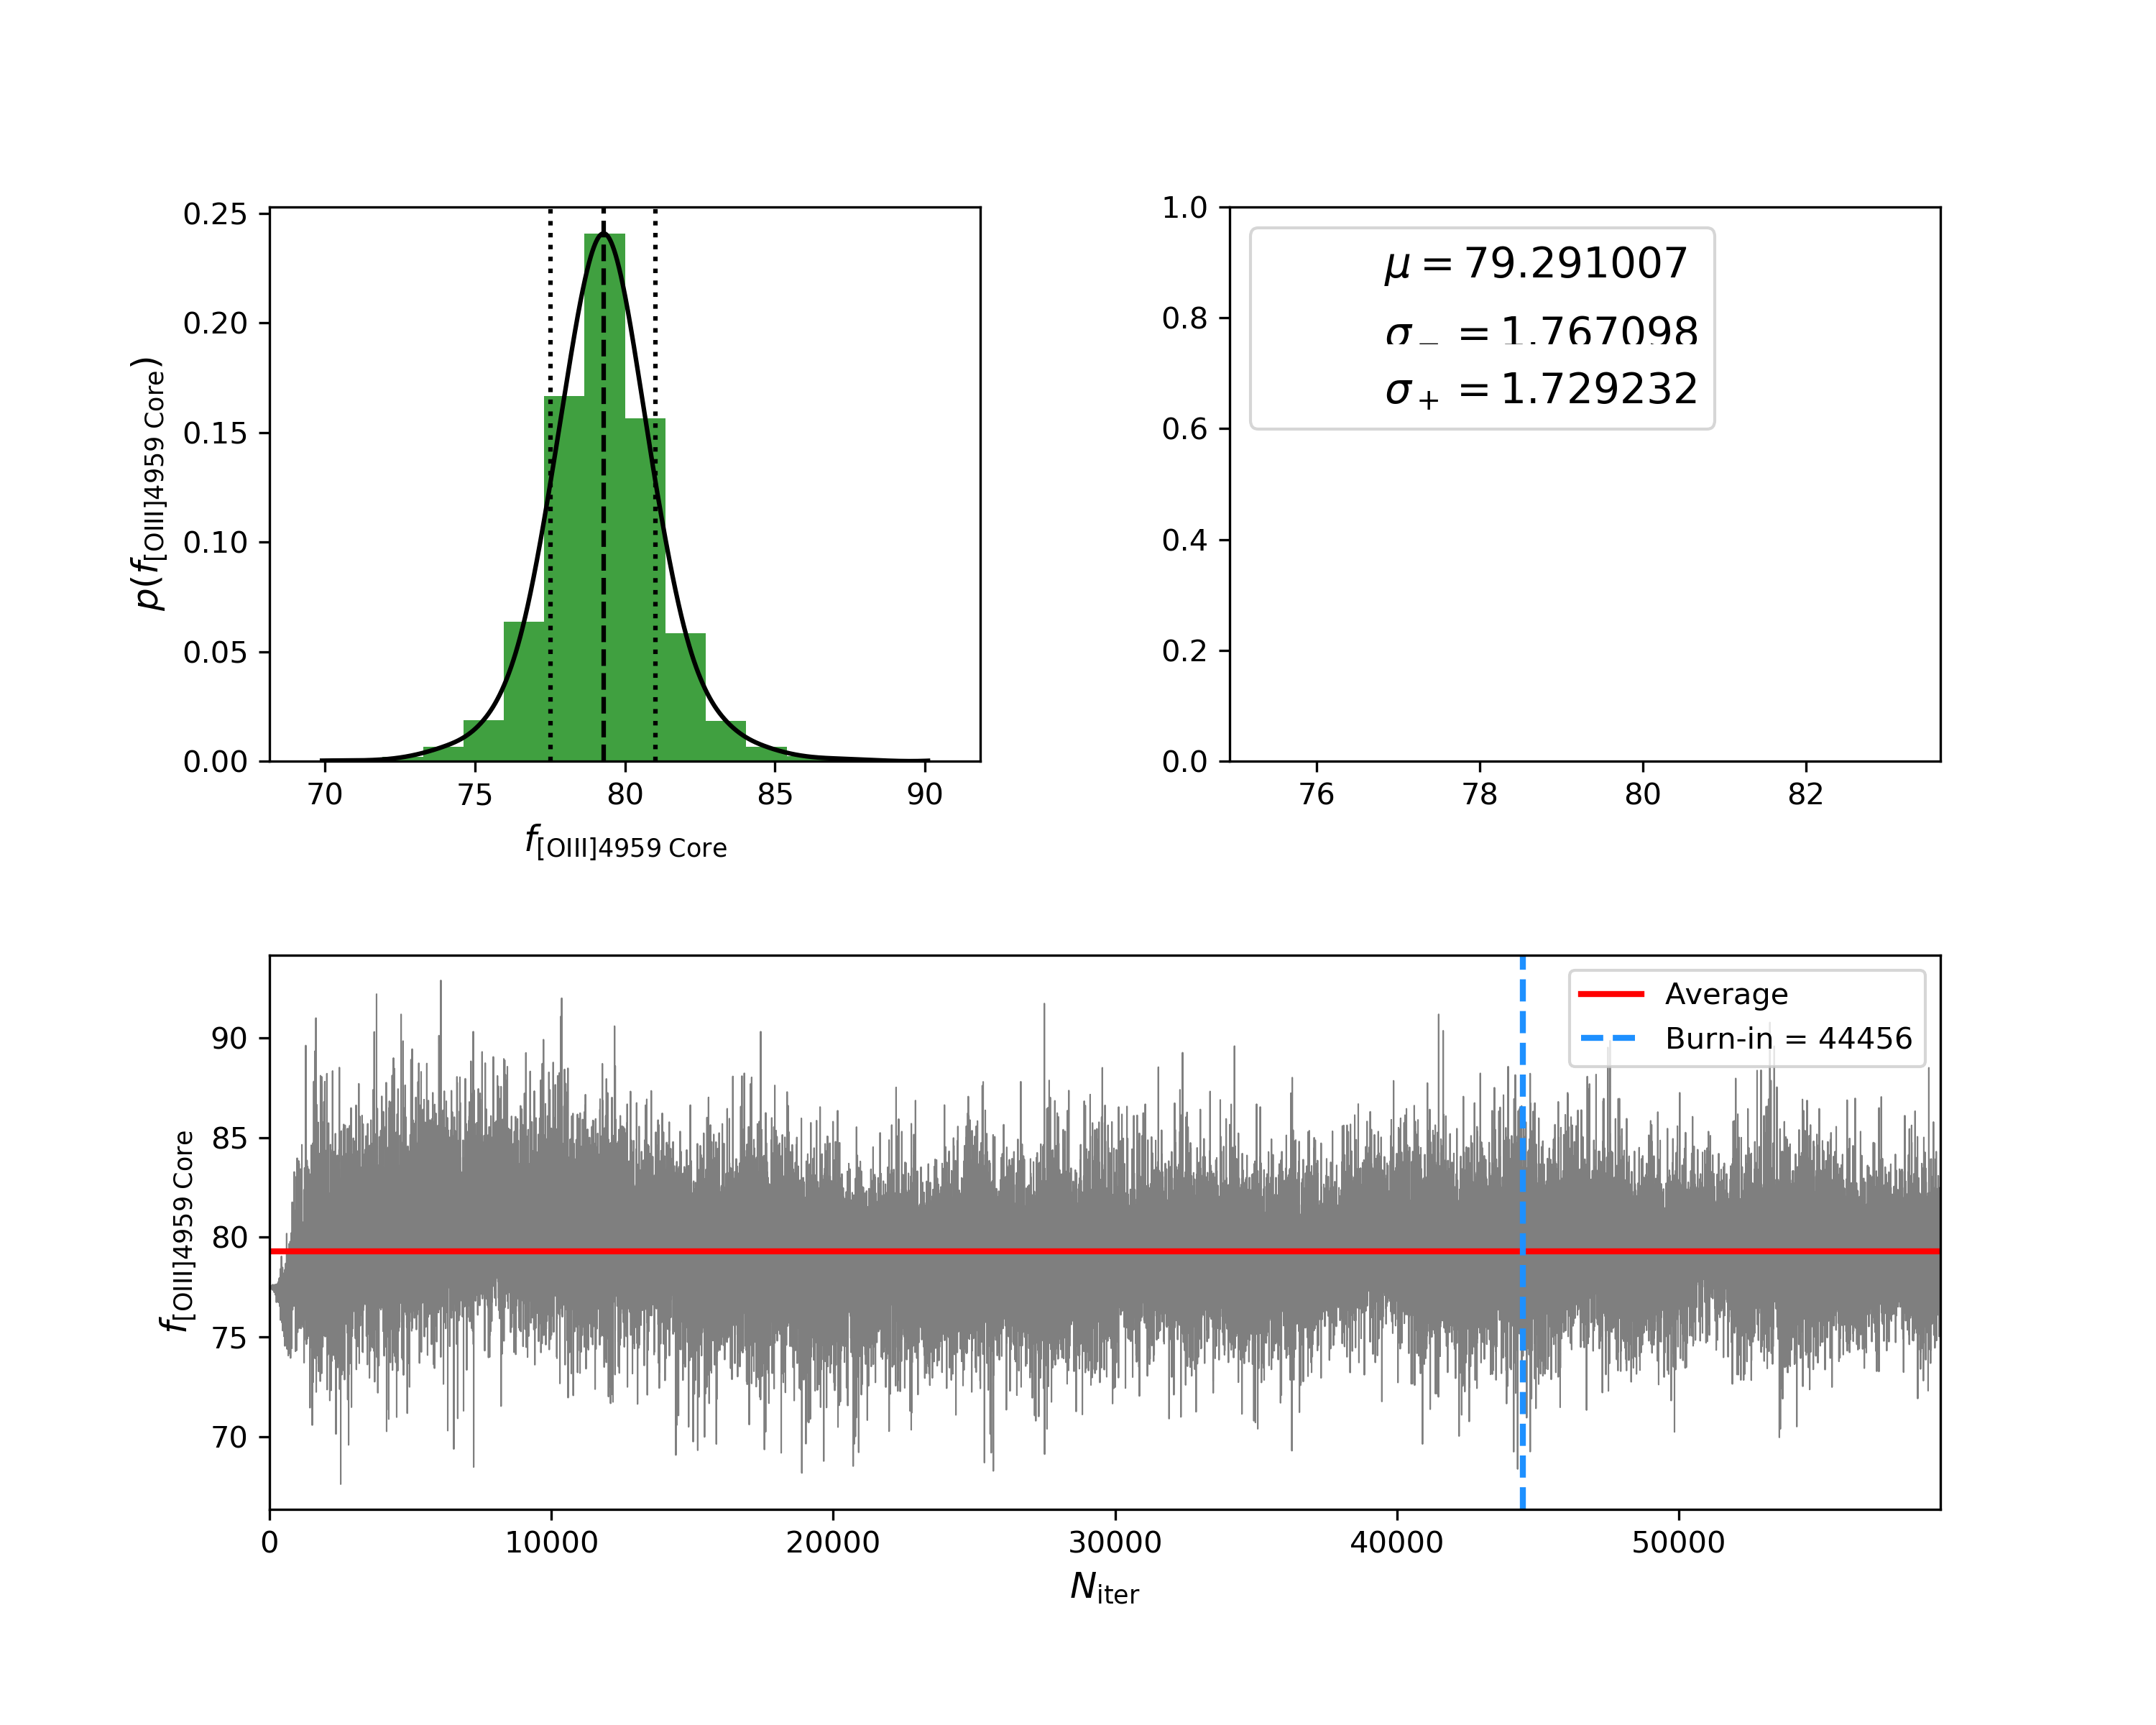 0.25
0.20
0.15
0.10
0.05
0.00
p(f[OIII]4959 Core)
70 75 80 85 90
f[OIII]4959 Core
1.0
0.8
0.6
0.4
0.2
0.0
μ = 79.291007
σ− = 1.767098
σ+ = 1.729232
76 78 80 82
90
85
80
75
70
f[OIII]4959 Core
Average
Burn-in = 44456
0 10000 20000 30000 40000 50000
Niter